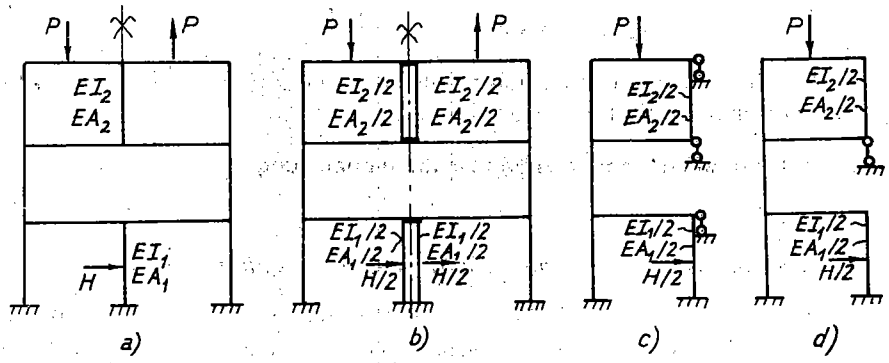 P P
EI₂
EA₂
EI₁
EA₁
H
a)
P P
EI₂/2 EI₂/2
EA₂/2 EA₂/2
EI₁/2 EI₁/2
EA₁/2 EA₁/2
H/2 H/2
b)
P
EI₂/2
EA₂/2
EI₁/2
EA₁/2
H/2
c)
P
EI₂/2
EA₂/2
EI₁/2
EA₁/2
H/2
d)